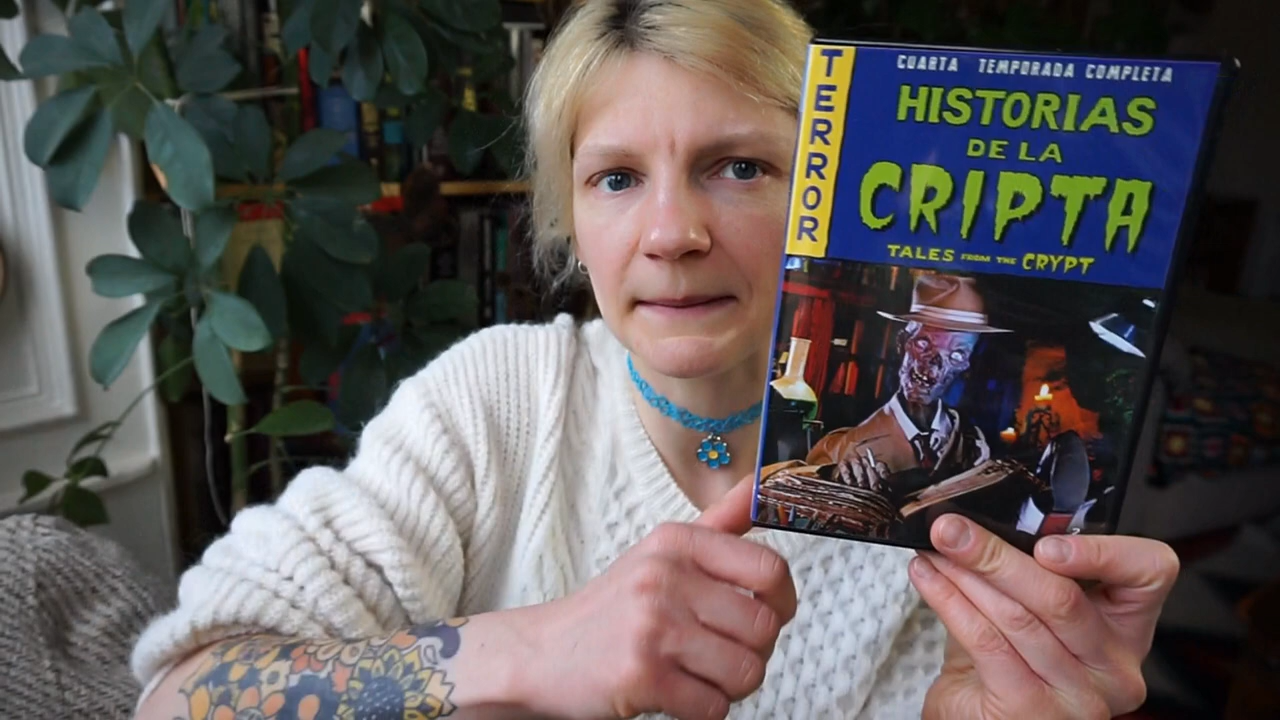 TERROR
CUARTA TEMPORADA COMPLETA
HISTORIAS
DE LA
CRIPTA
TALES FROM THE CRYPT